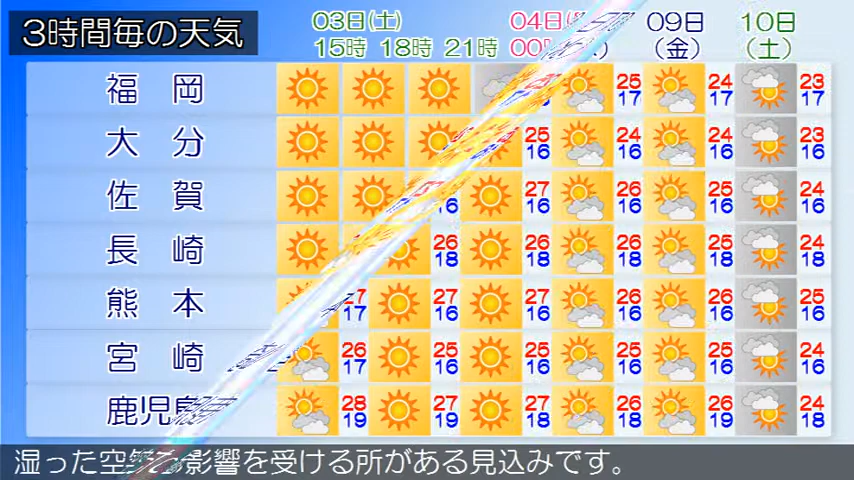 3時間毎の天気
03日(土) 04日 09日 10日
15時 18時 21時 (金) (土)
福岡 25 17 24 17 23 17
大分 25 16 24 16 24 16 23 16
佐賀 16 27 16 26 16 25 16 24 16
長崎 26 18 26 18 26 18 25 18 24 18
熊本 27 17 27 16 27 16 26 16 26 16 25 16
宮崎 26 17 25 16 25 16 25 16 25 16 24 16
鹿児島 28 19 27 19 27 18 26 18 26 19 24 18
湿った空気の影響を受ける所がある見込みです。